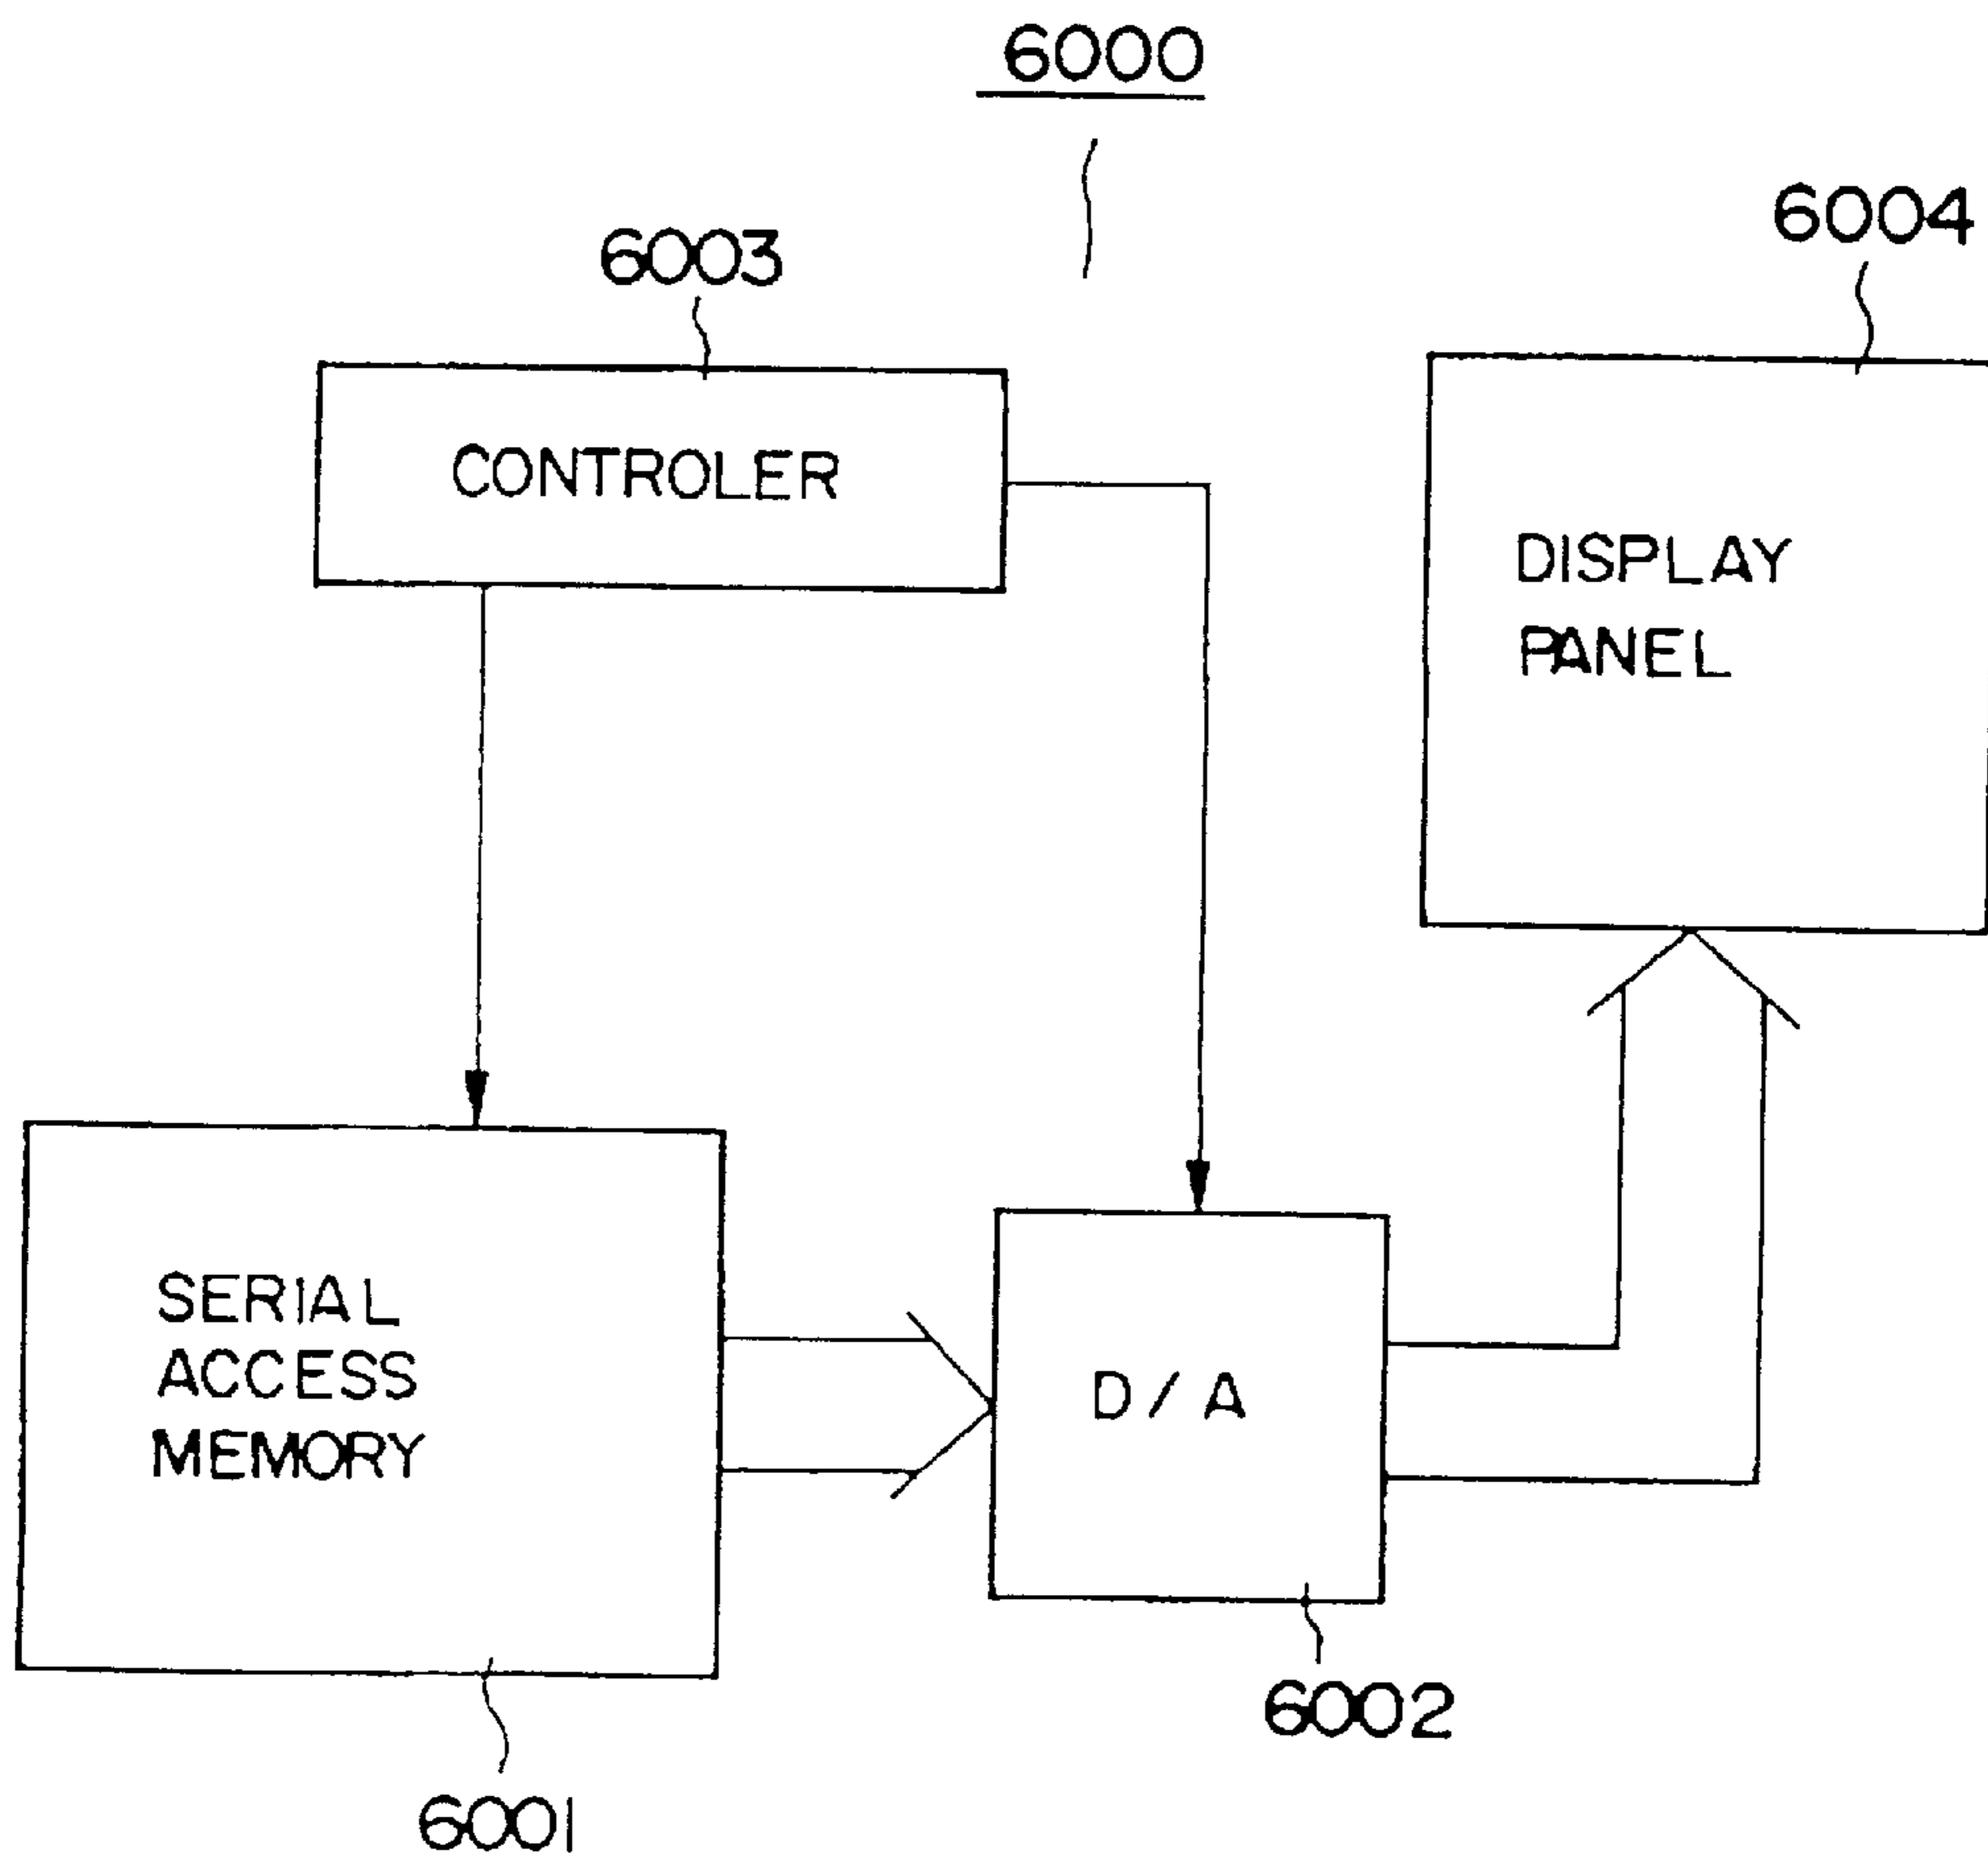 6000
6003
6004
CONTROLER
DISPLAY
PANEL
SERIAL
ACCESS
MEMORY
D/A
6002
6001